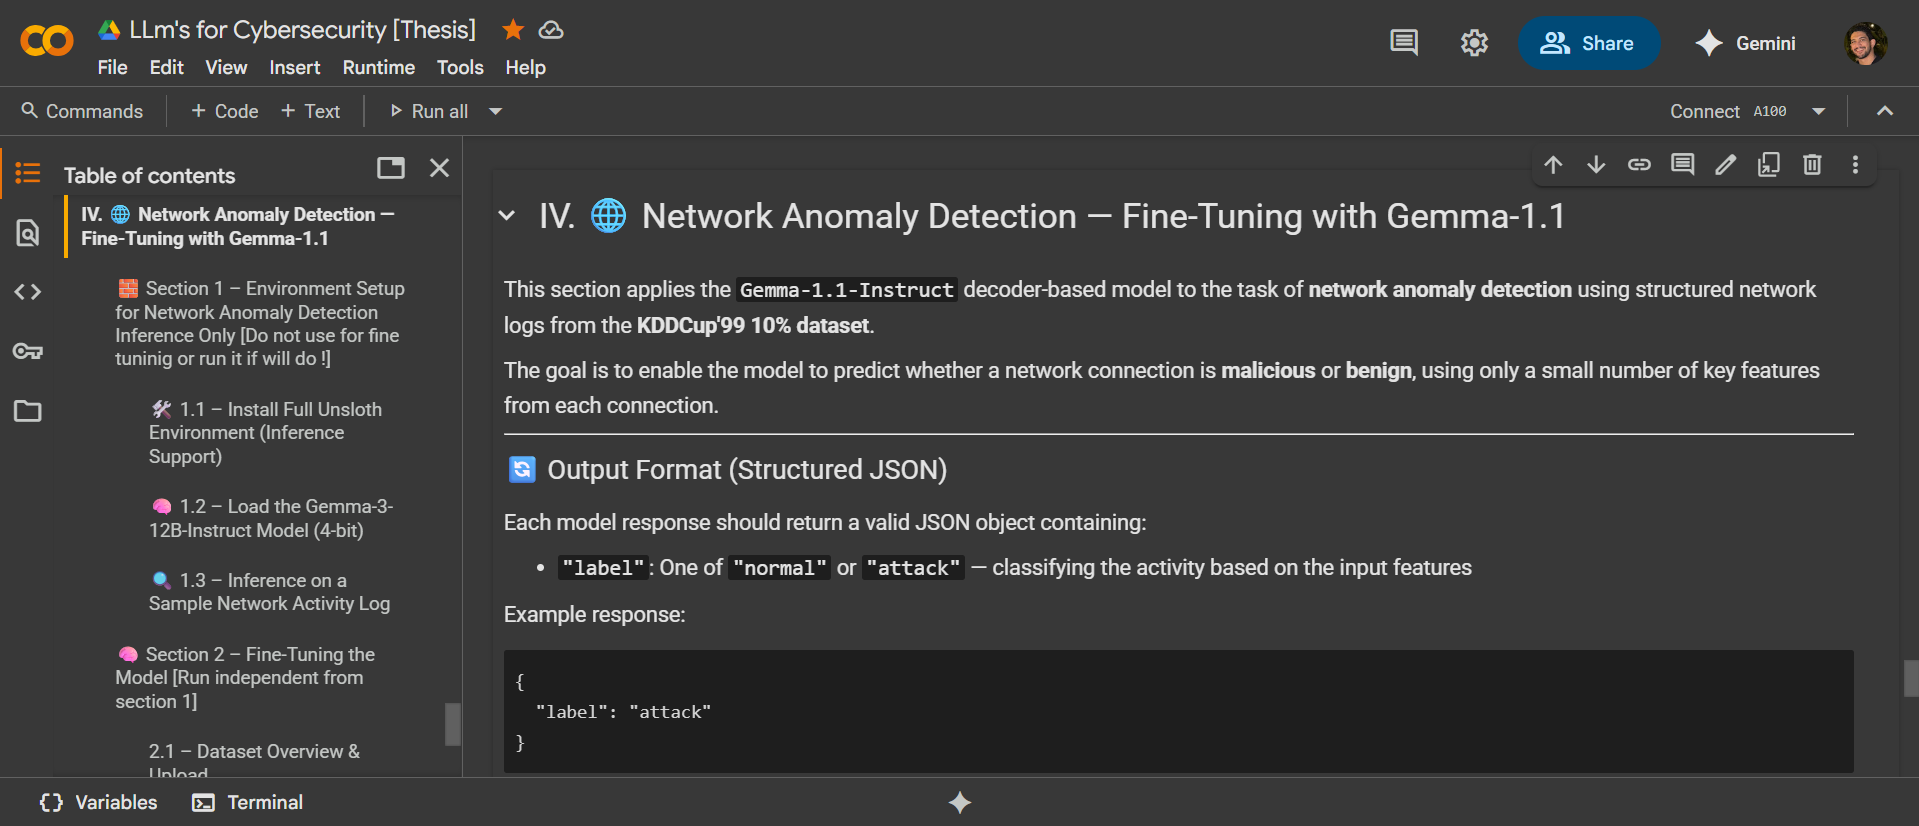 LLm's for Cybersecurity [Thesis]
File Edit View Insert Runtime Tools Help
Share
Gemini
Commands
+ Code + Text
Run all
Connect A100
Table of contents
IV. 🌐 Network Anomaly Detection —
Fine-Tuning with Gemma-1.1
🧱 Section 1 – Environment Setup
for Network Anomaly Detection
Inference Only [Do not use for fine
tuninig or run it if will do !]
🛠️ 1.1 – Install Full Unsloth
Environment (Inference
Support)
🧠 1.2 – Load the Gemma-3-
12B-Instruct Model (4-bit)
🔍 1.3 – Inference on a
Sample Network Activity Log
🧠 Section 2 – Fine-Tuning the
Model [Run independent from
section 1]
2.1 – Dataset Overview &
Upload
IV. 🌐 Network Anomaly Detection — Fine-Tuning with Gemma-1.1
This section applies the Gemma-1.1-Instruct decoder-based model to the task of network anomaly detection using structured network
logs from the KDDCup'99 10% dataset.
The goal is to enable the model to predict whether a network connection is malicious or benign, using only a small number of key features
from each connection.
🔄 Output Format (Structured JSON)
Each model response should return a valid JSON object containing:
• "label": One of "normal" or "attack" — classifying the activity based on the input features
Example response:
{
"label": "attack"
}
Variables
Terminal